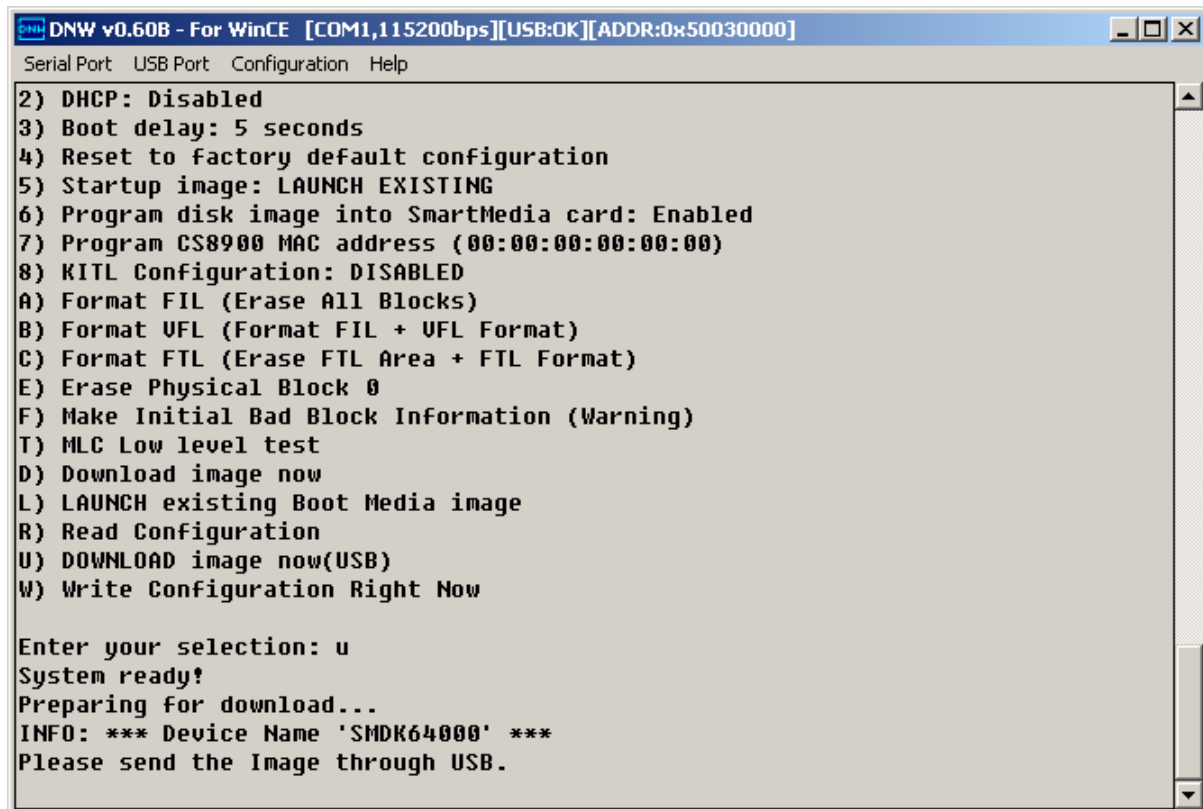 DNW v0.60B - For WinCE [COM1,115200bps][USB:OK][ADDR:0x50030000]
Serial Port USB Port Configuration Help
2) DHCP: Disabled
3) Boot delay: 5 seconds
4) Reset to factory default configuration
5) Startup image: LAUNCH EXISTING
6) Program disk image into SmartMedia card: Enabled
7) Program CS8900 MAC address (00:00:00:00:00:00)
8) KITL Configuration: DISABLED
A) Format FIL (Erase All Blocks)
B) Format VFL (Format FIL + VFL Format)
C) Format FTL (Erase FTL Area + FTL Format)
E) Erase Physical Block 0
F) Make Initial Bad Block Information (Warning)
T) MLC Low level test
D) Download image now
L) LAUNCH existing Boot Media image
R) Read Configuration
U) DOWNLOAD image now(USB)
W) Write Configuration Right Now
Enter your selection: u
System ready!
Preparing for download...
INFO: *** Device Name 'SMDK64000' ***
Please send the Image through USB.